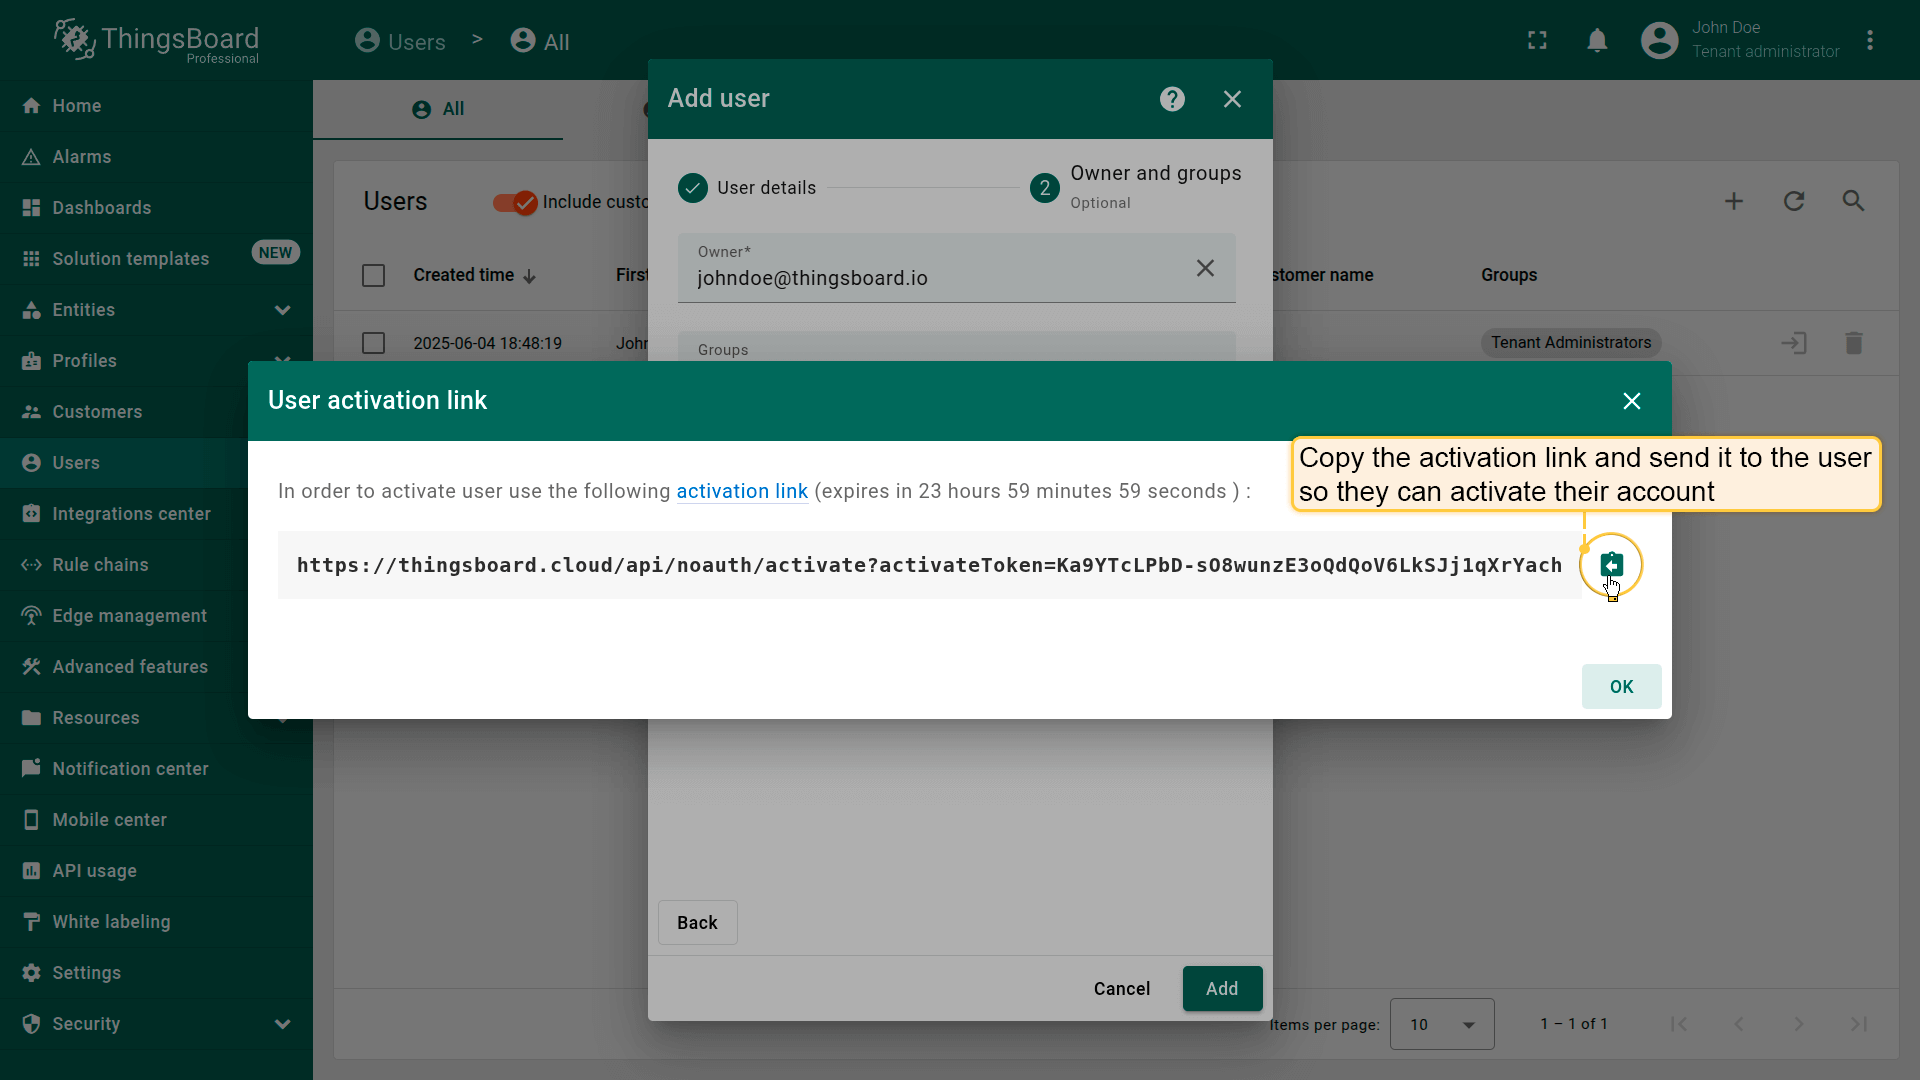 ThingsBoard
Professional
Users > All
John Doe
Tenant administrator
Home
Alarms
Dashboards
Solution templates NEW
Entities
Profiles
Customers
Users
Integrations center
Rule chains
Edge management
Advanced features
Resources
Notification center
Mobile center
API usage
White labeling
Settings
Security
All
Users
Include custo
Created time
First
stomer name
Groups
2025-06-04 18:48:19
John
Tenant Administrators
Add user
User details
2
Owner and groups
Optional
Owner*
johndoe@thingsboard.io
Groups
User activation link
In order to activate user use the following activation link (expires in 23 hours 59 minutes 59 seconds ) :
https://thingsboard.cloud/api/noauth/activate?activateToken=Ka9YTcLPbD-sO8wunzE3oQdQoV6LkSJj1qXrYach
Copy the activation link and send it to the user
so they can activate their account
OK
Back
Cancel
Add
Items per page:
10
1 – 1 of 1